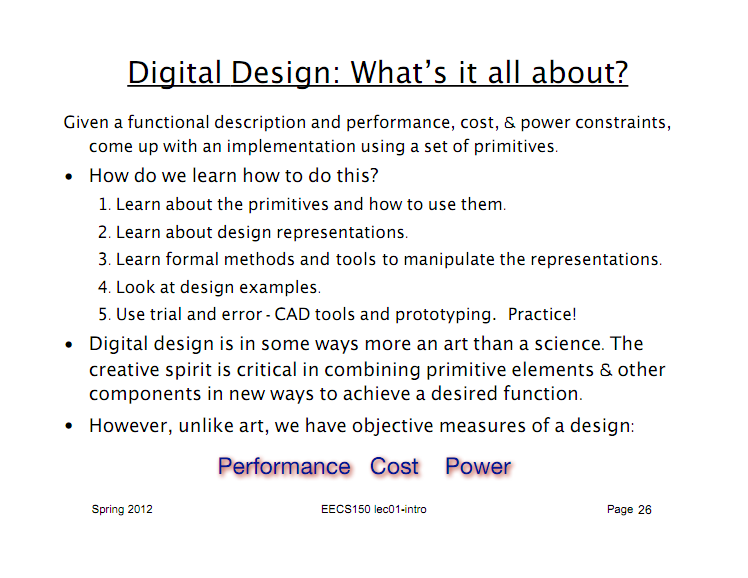 Digital Design: What's it all about?
Given a functional description and performance, cost, & power constraints,
come up with an implementation using a set of primitives.
• How do we learn how to do this?
1. Learn about the primitives and how to use them.
2. Learn about design representations.
3. Learn formal methods and tools to manipulate the representations.
4. Look at design examples.
5. Use trial and error - CAD tools and prototyping. Practice!
• Digital design is in some ways more an art than a science. The
creative spirit is critical in combining primitive elements & other
components in new ways to achieve a desired function.
• However, unlike art, we have objective measures of a design:
Performance Cost Power
Spring 2012 EECS150 lec01-intro Page 26